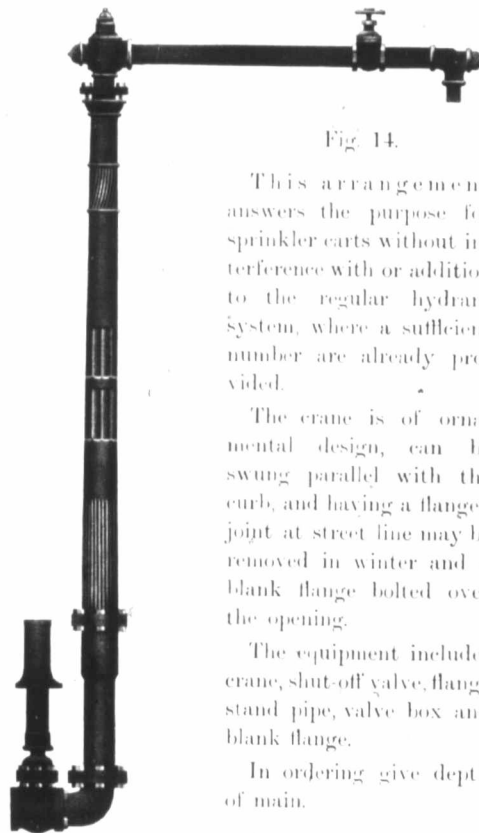 Fig. 14.
This arrangemen
answers the purpose fo
sprinkler carts without in
terference with or additio
to the regular hydran
system, where a sufficien
number are already pro
vided.
The crane is of orna
mental design, can b
swung parallel with th
curb, and having a flange
joint at street line may b
removed in winter and
blank flange bolted ove
the opening.
The equipment include
crane, shut-off valve, flang
stand pipe, valve box an
blank flange.
In ordering give dept
of main.